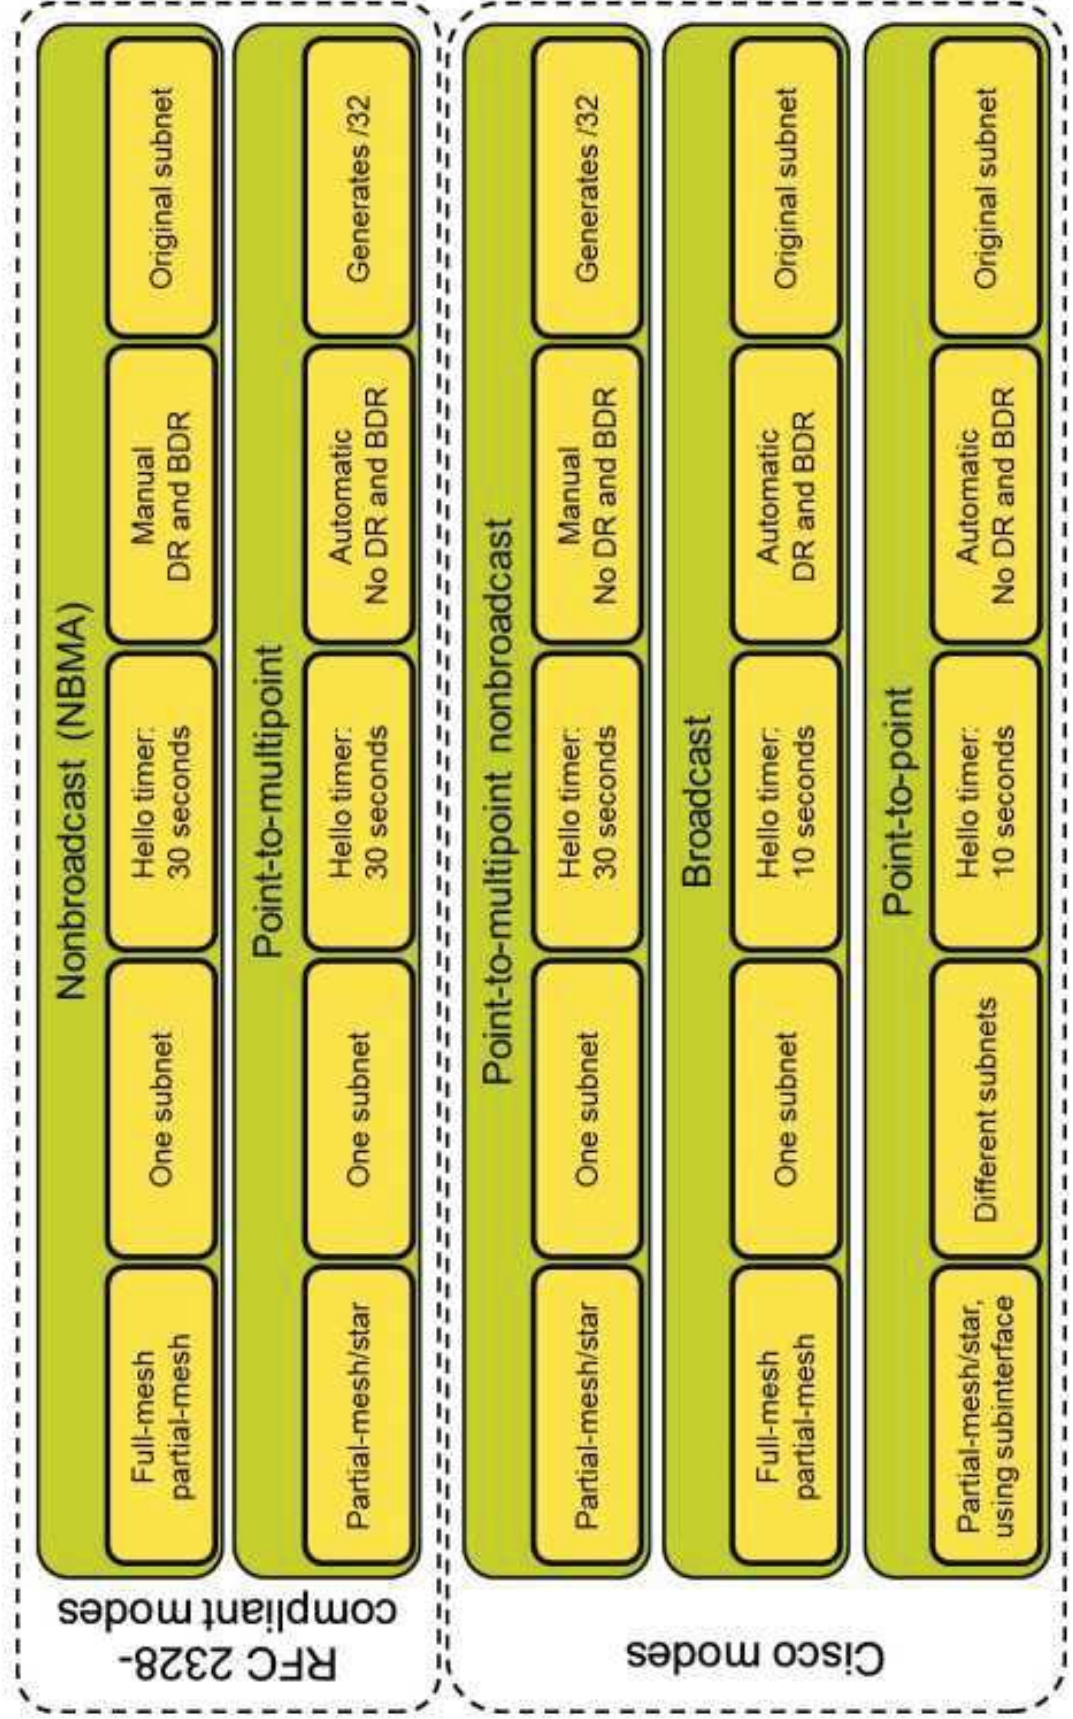 RFC 2328-
compliant modes
Nonbroadcast (NBMA)
Full-mesh
partial-mesh
One subnet
Hello timer:
30 seconds
Manual
DR and BDR
Original subnet
Point-to-multipoint
Partial-mesh/star
One subnet
Hello timer:
30 seconds
Automatic
No DR and BDR
Generates /32
Cisco modes
Point-to-multipoint nonbroadcast
Partial-mesh/star
One subnet
Hello timer:
30 seconds
Manual
No DR and BDR
Generates /32
Broadcast
Full-mesh
partial-mesh
One subnet
Hello timer:
10 seconds
Automatic
DR and BDR
Original subnet
Point-to-point
Partial-mesh/star,
using subinterface
Different subnets
Hello timer:
10 seconds
Automatic
No DR and BDR
Original subnet